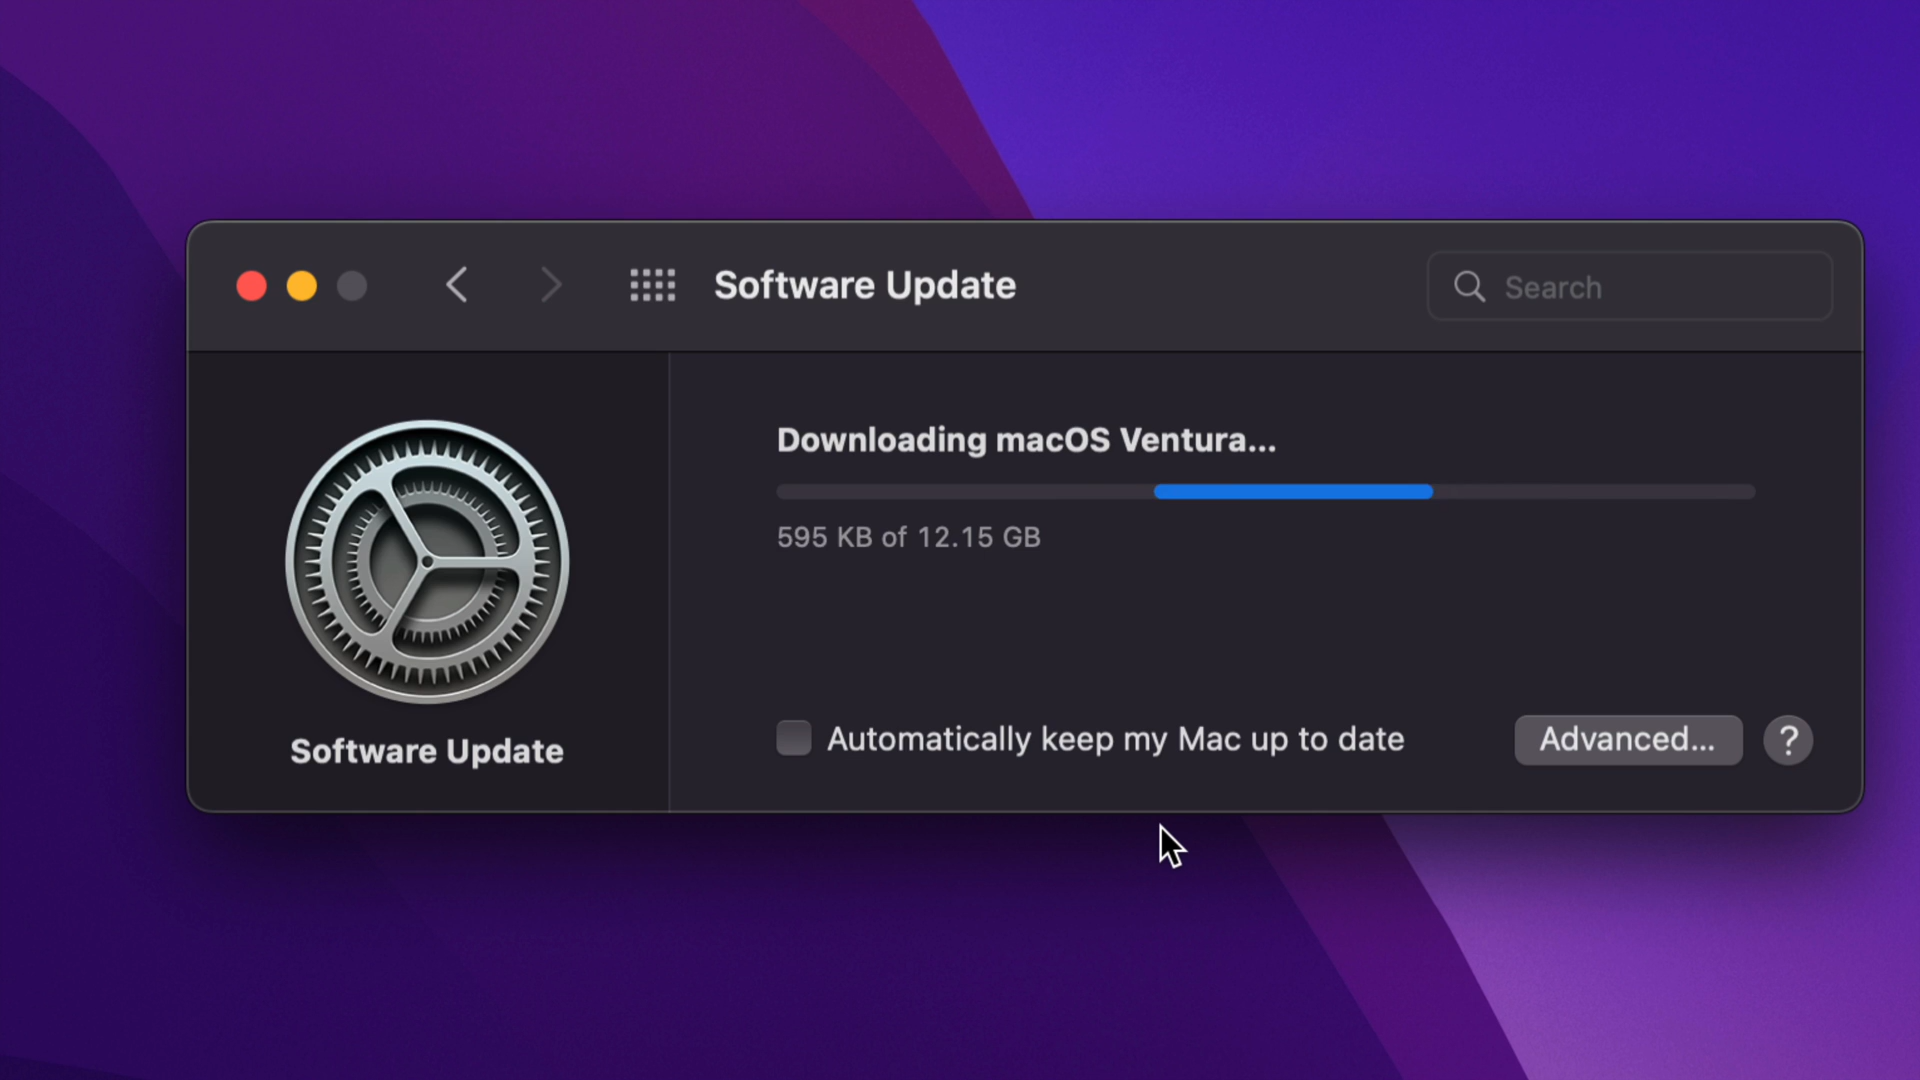 Software Update
Search
Downloading macOS Ventura...
595 KB of 12.15 GB
Software Update
Automatically keep my Mac up to date
Advanced...
?